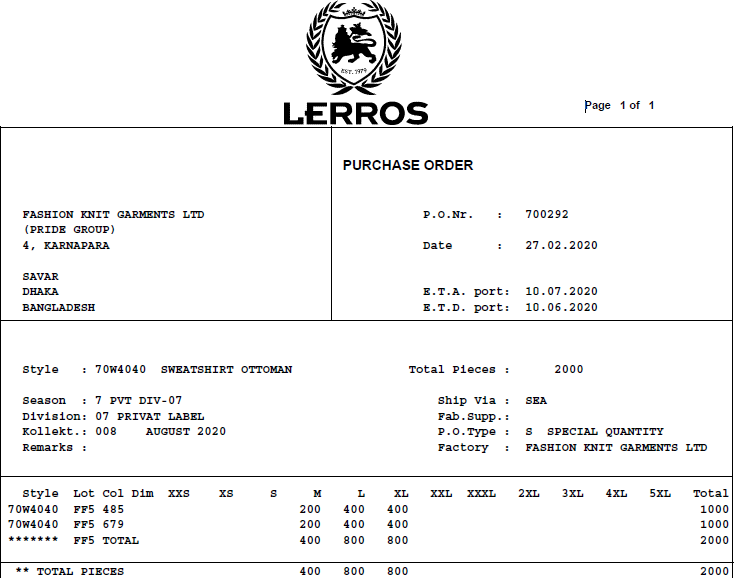 EST. 1979
LERROS
Page 1 of 1
PURCHASE ORDER
FASHION KNIT GARMENTS LTD P.O.Nr. : 700292
(PRIDE GROUP)
4, KARNAPARA Date : 27.02.2020
SAVAR
DHAKA E.T.A. port: 10.07.2020
BANGLADESH E.T.D. port: 10.06.2020
Style : 70W4040 SWEATSHIRT OTTOMAN Total Pieces : 2000
Season : 7 PVT DIV-07 Ship Via : SEA
Division: 07 PRIVAT LABEL Fab.Supp.:
Kollekt.: 008 AUGUST 2020 P.O.Type : S SPECIAL QUANTITY
Remarks : Factory : FASHION KNIT GARMENTS LTD
Style Lot Col Dim XXS XS S M L XL XXL XXXL 2XL 3XL 4XL 5XL Total
70W4040 FF5 485 200 400 400 1000
70W4040 FF5 679 200 400 400 1000
******* FF5 TOTAL 400 800 800 2000
** TOTAL PIECES 400 800 800 2000